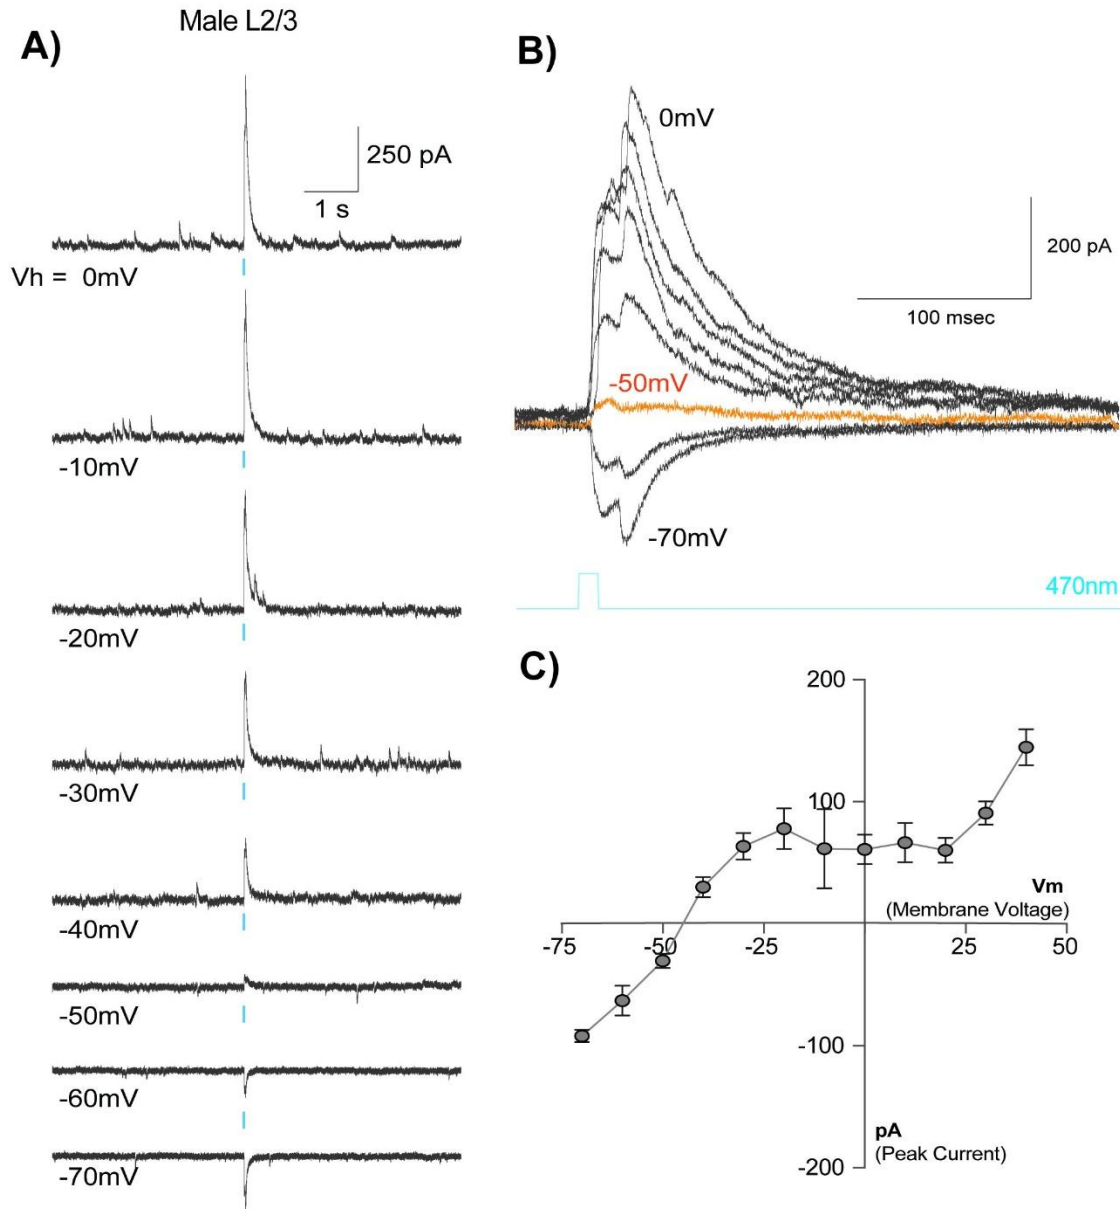 Male L2/3
A)
250 pA
1 s
Vh = 0mV
-10mV
-20mV
-30mV
-40mV
-50mV
-60mV
-70mV
B)
0mV
200 pA
100 msec
-50mV
-70mV
470nm
C)
200
100
Vm
(Membrane Voltage)
-75
-50
-25
25
50
-100
pA
(Peak Current)
-200